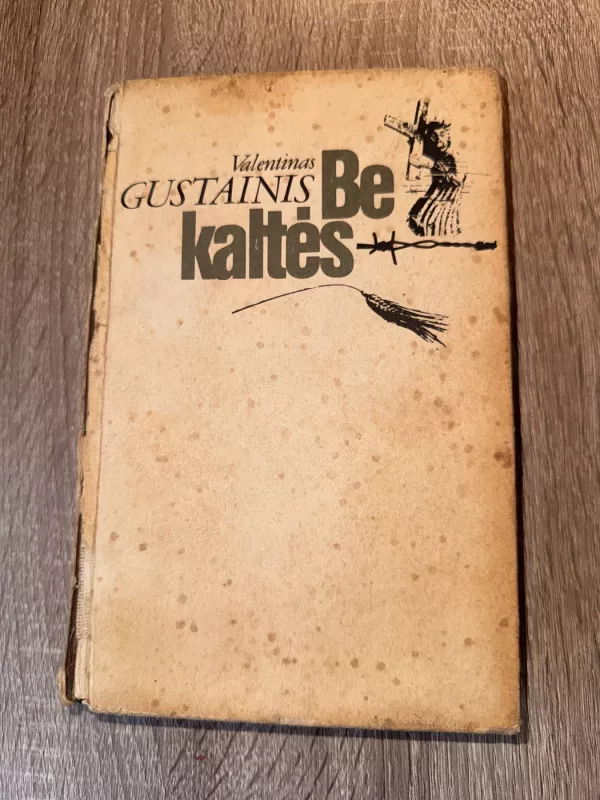 Valentinas
GUSTAINIS Be
kaltės